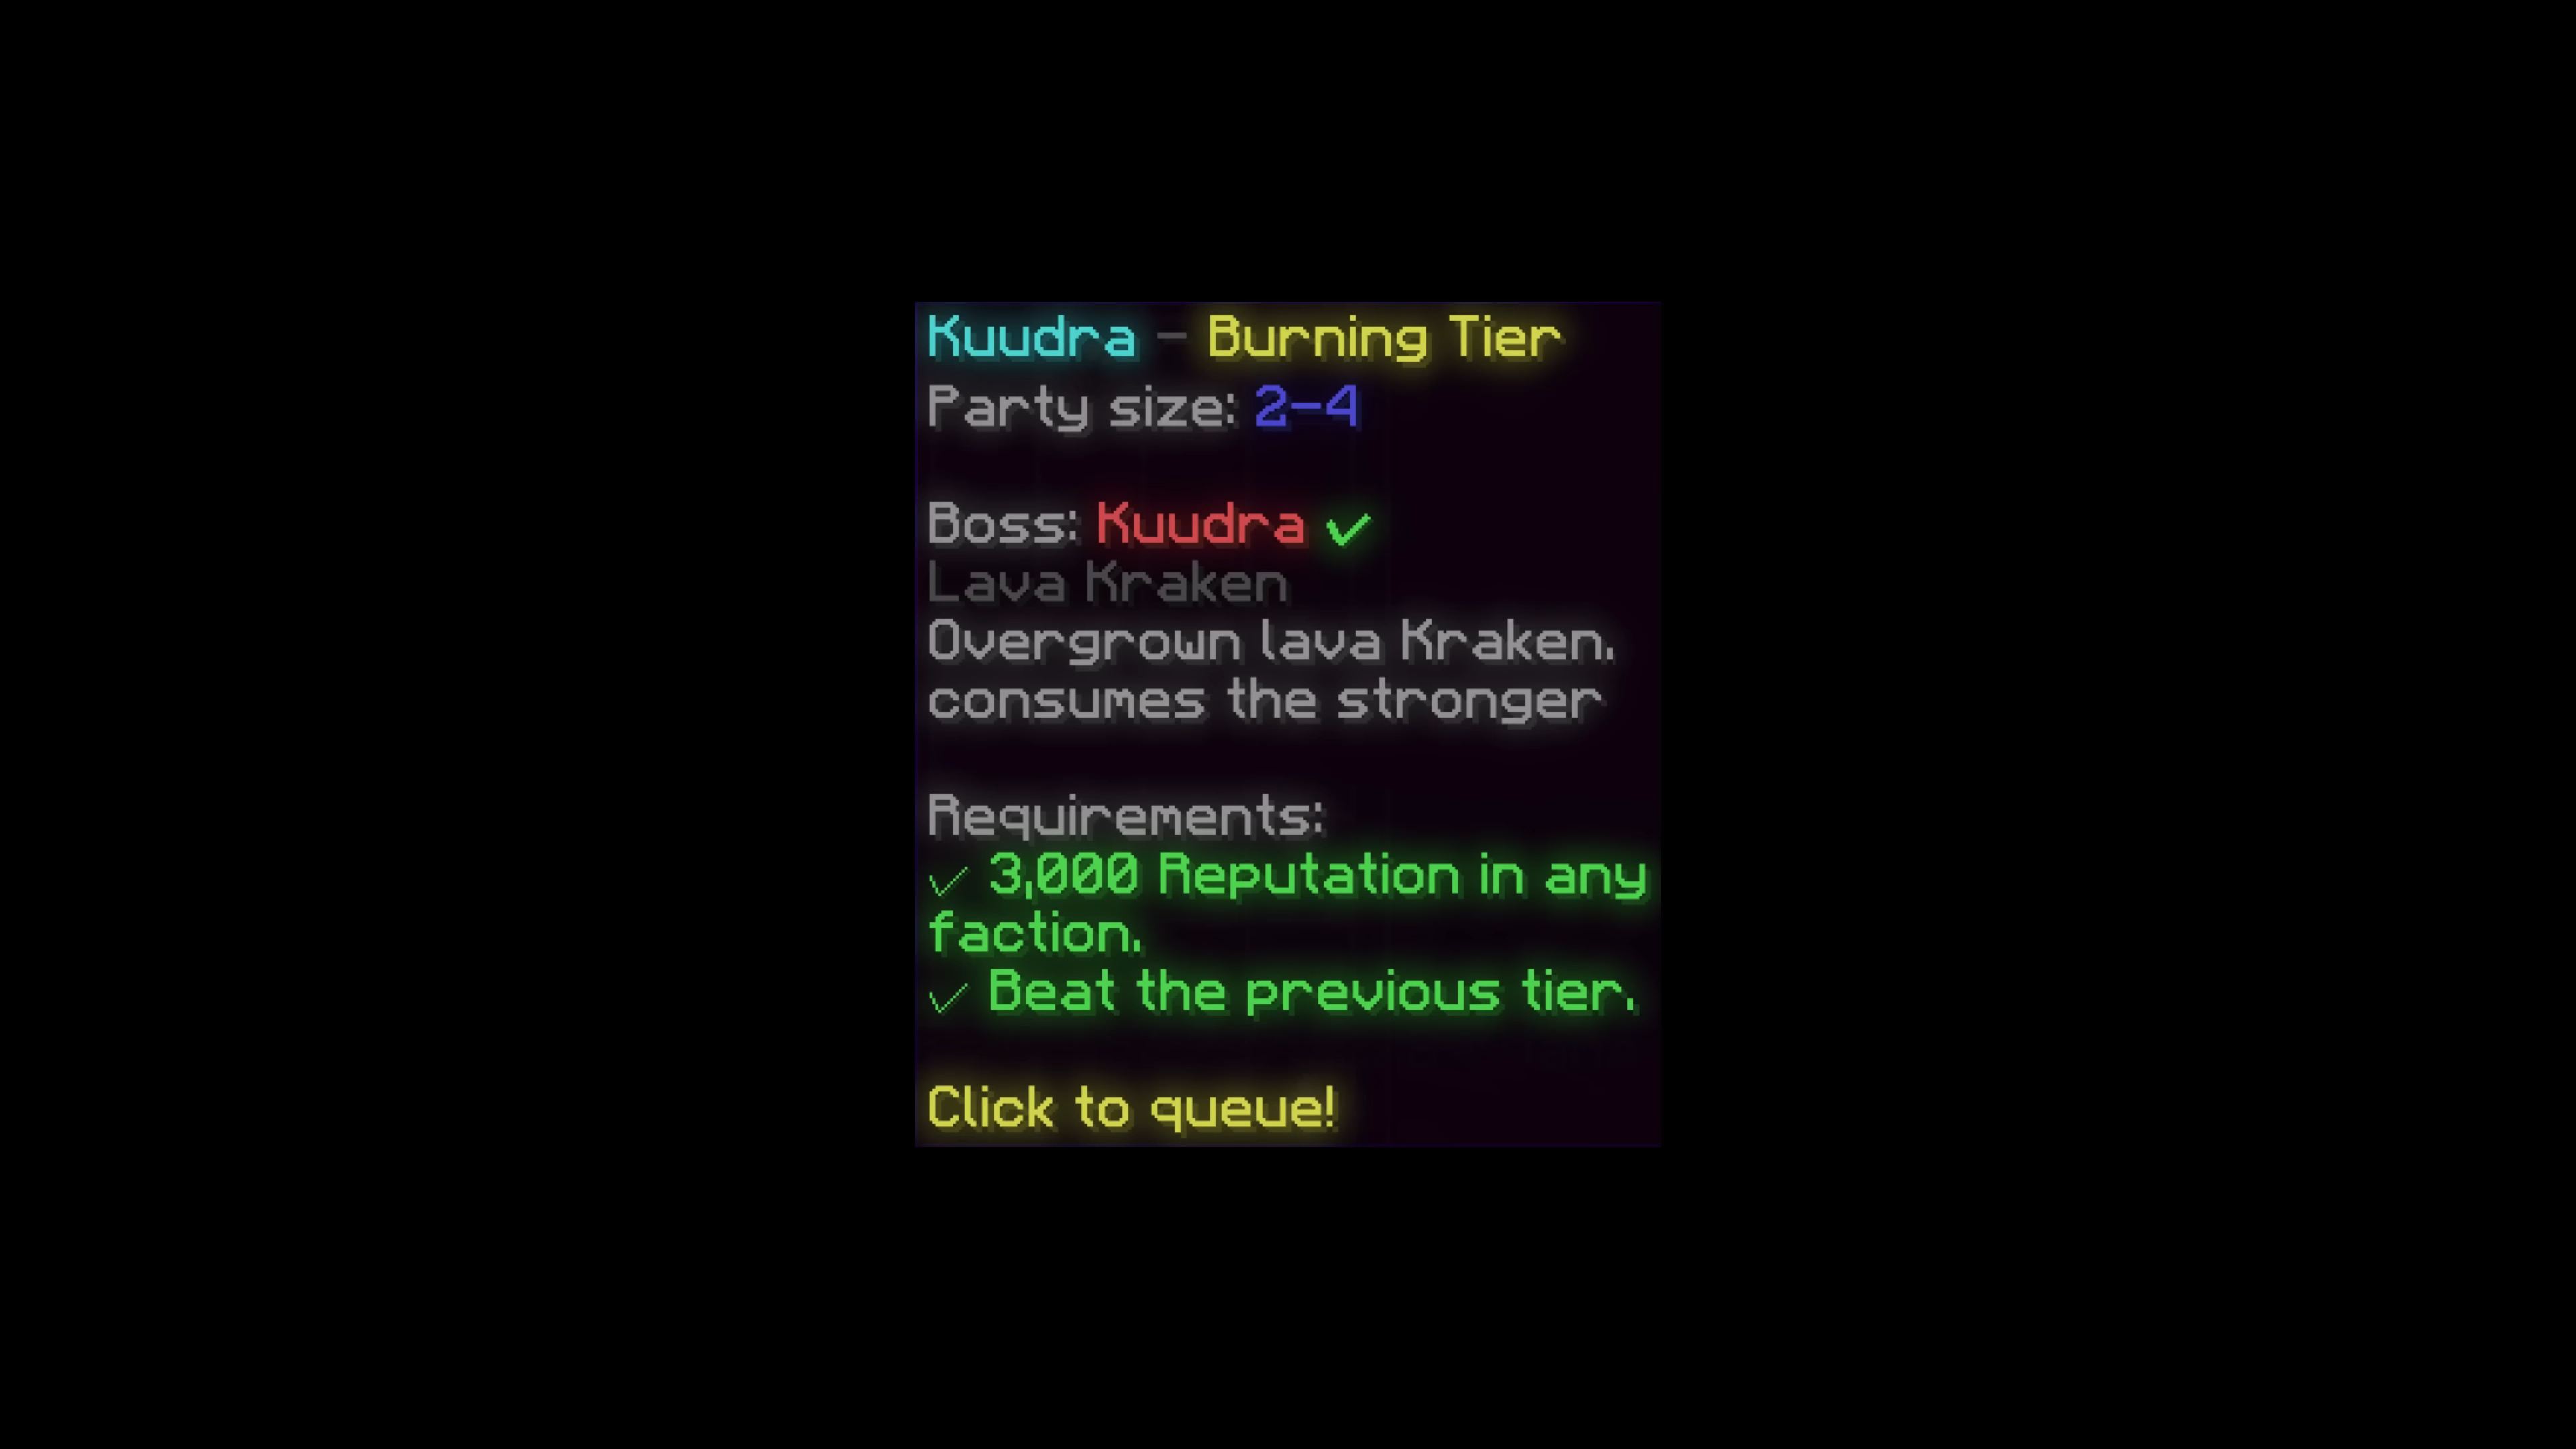 Kuudra - Burning Tier
Party size: 2-4
Boss: Kuudra ✓
Lava Kraken
Overgrown lava Kraken,
consumes the stronger
Requirements:
✓ 3,000 Reputation in any
faction.
✓ Beat the previous tier.
Click to queue!